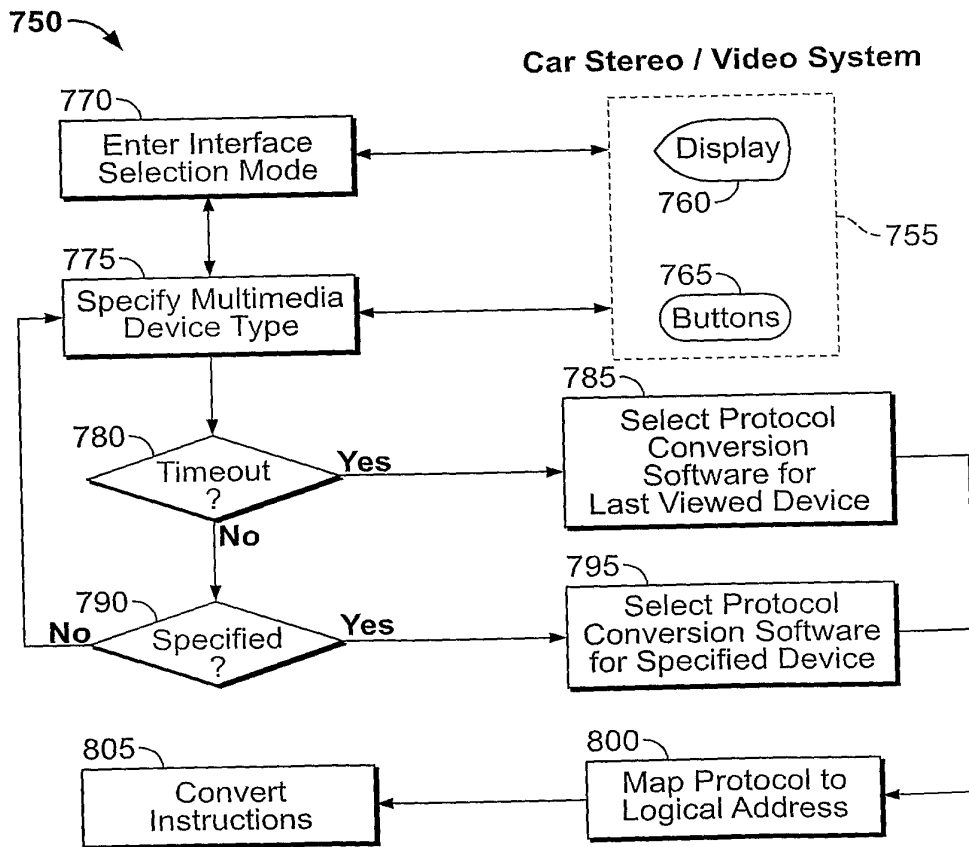 750
Car Stereo / Video System
770
Enter Interface
Selection Mode
Display
760
755
775
Specify Multimedia
Device Type
765
Buttons
785
Select Protocol
Conversion
Software for
Last Viewed Device
780
Timeout
?
Yes
No
795
Select Protocol
Conversion Software
for Specified Device
790
No
Specified
?
Yes
805
Convert
Instructions
800
Map Protocol to
Logical Address